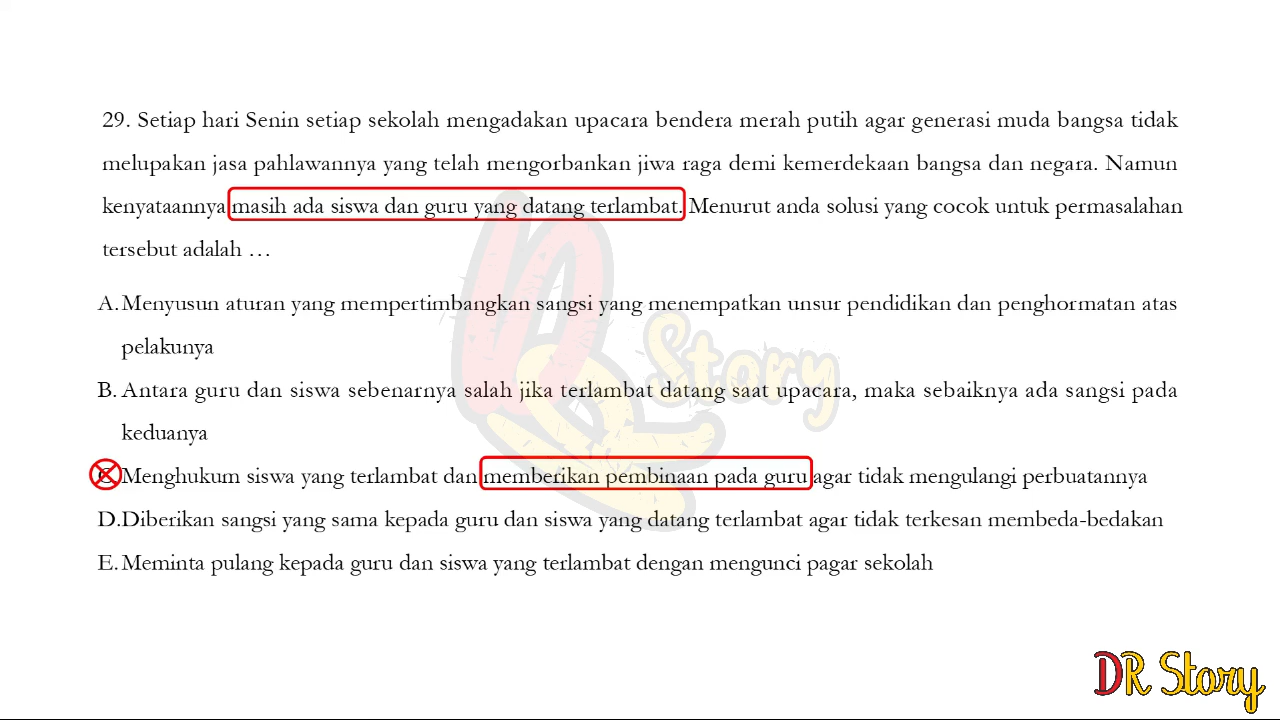 29. Setiap hari Senin setiap sekolah mengadakan upacara bendera merah putih agar generasi muda bangsa tidak
melupakan jasa pahlawannya yang telah mengorbankan jiwa raga demi kemerdekaan bangsa dan negara. Namun
kenyataannya masih ada siswa dan guru yang datang terlambat. Menurut anda solusi yang cocok untuk permasalahan
tersebut adalah …
A. Menyusun aturan yang mempertimbangkan sangsi yang menempatkan unsur pendidikan dan penghormatan atas
pelakunya
B. Antara guru dan siswa sebenarnya salah jika terlambat datang saat upacara, maka sebaiknya ada sangsi pada
keduanya
C. Menghukum siswa yang terlambat dan memberikan pembinaan pada guru agar tidak mengulangi perbuatannya
D. Diberikan sangsi yang sama kepada guru dan siswa yang datang terlambat agar tidak terkesan membeda-bedakan
E. Meminta pulang kepada guru dan siswa yang terlambat dengan mengunci pagar sekolah
Story
DR Story